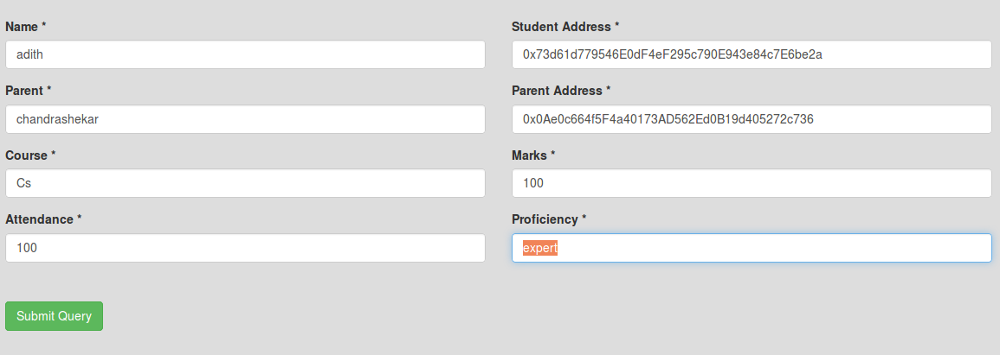 Name *
Student Address *
adith
0x73d61d779546E0dF4eF295c790E943e84c7E6be2a
Parent *
Parent Address *
chandrashekar
0x0Ae0c664f5F4a40173AD562Ed0B19d405272c736
Course *
Marks *
Cs
100
Attendance *
Proficiency *
100
expert
Submit Query